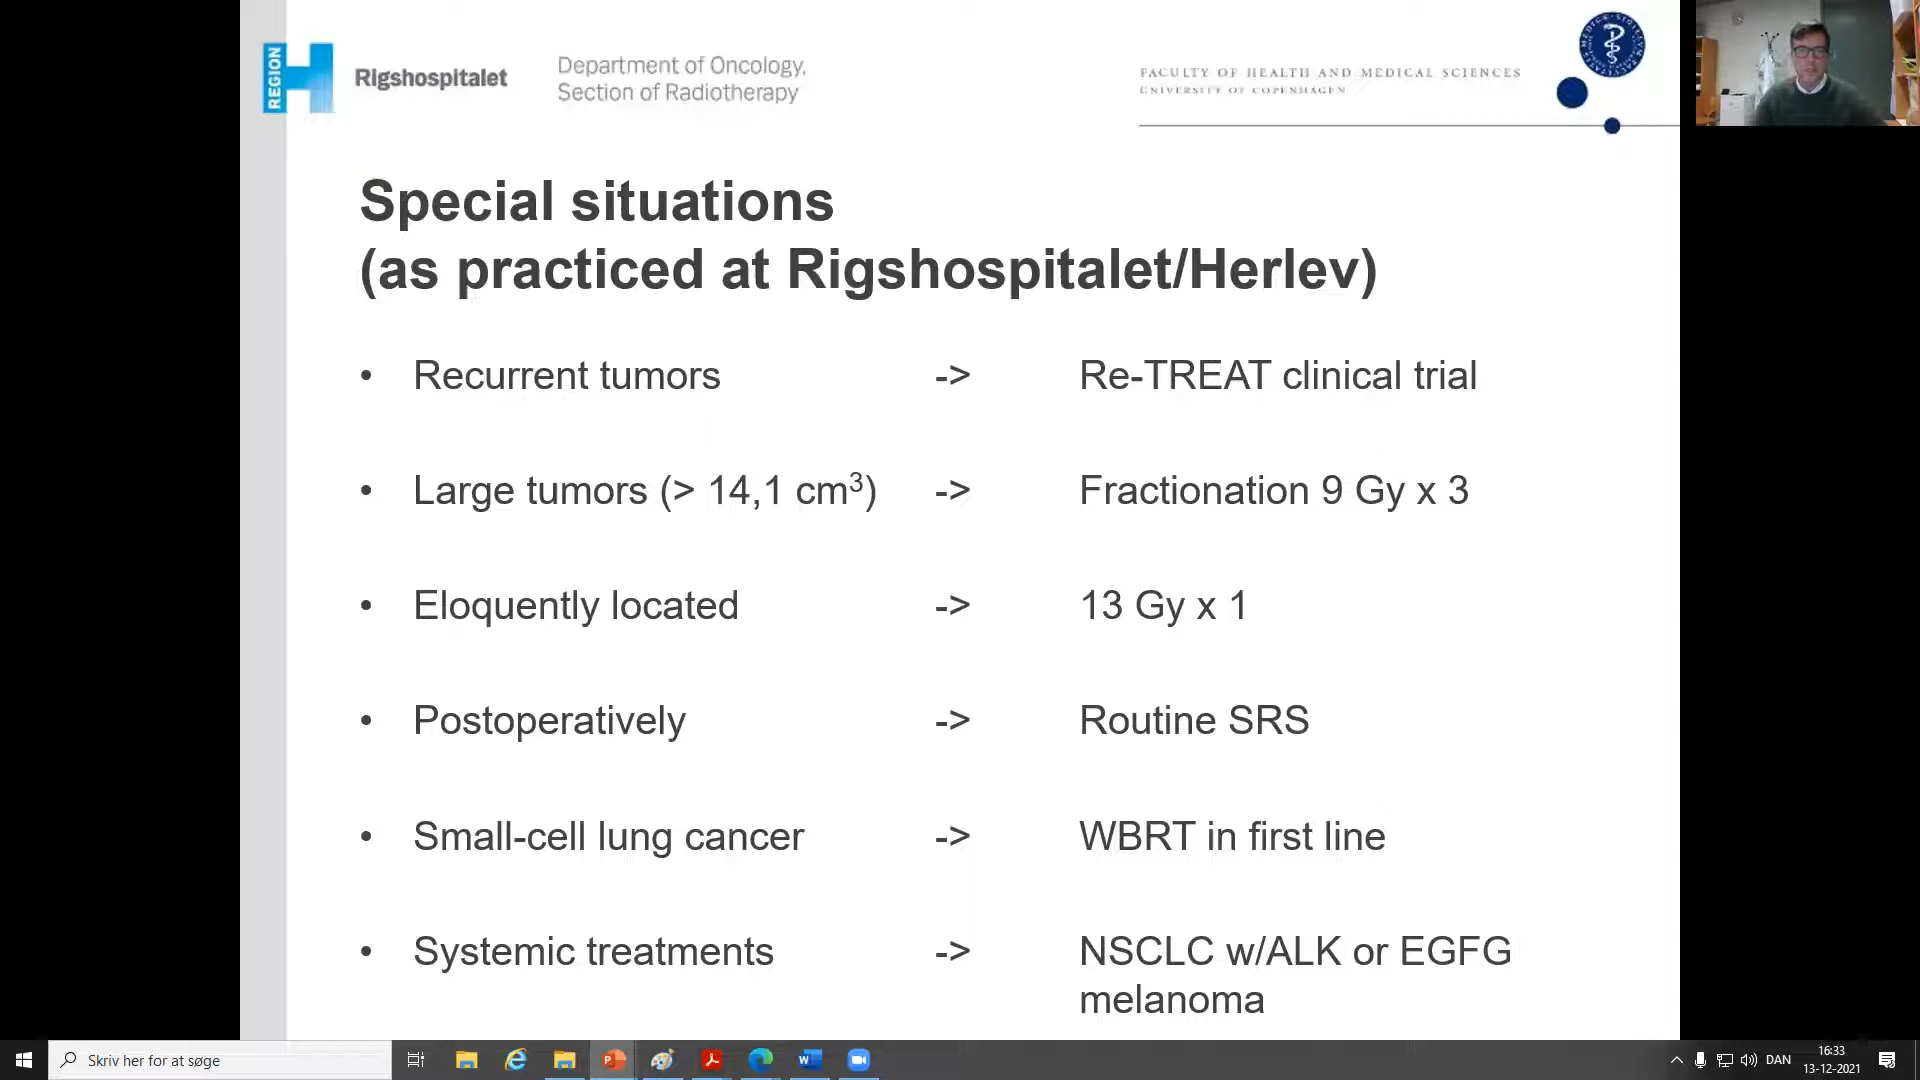 REGION
Rigshospitalet
Department of Oncology,
Section of Radiotherapy
FACULTY OF HEALTH AND MEDICAL SCIENCES
UNIVERSITY OF COPENHAGEN
Special situations
(as practiced at Rigshospitalet/Herlev)
• Recurrent tumors -> Re-TREAT clinical trial
• Large tumors (> 14,1 cm³) -> Fractionation 9 Gy x 3
• Eloquently located -> 13 Gy x 1
• Postoperatively -> Routine SRS
• Small-cell lung cancer -> WBRT in first line
• Systemic treatments -> NSCLC w/ALK or EGFG
melanoma
Skriv her for at søge
DAN
16:33
13-12-2021